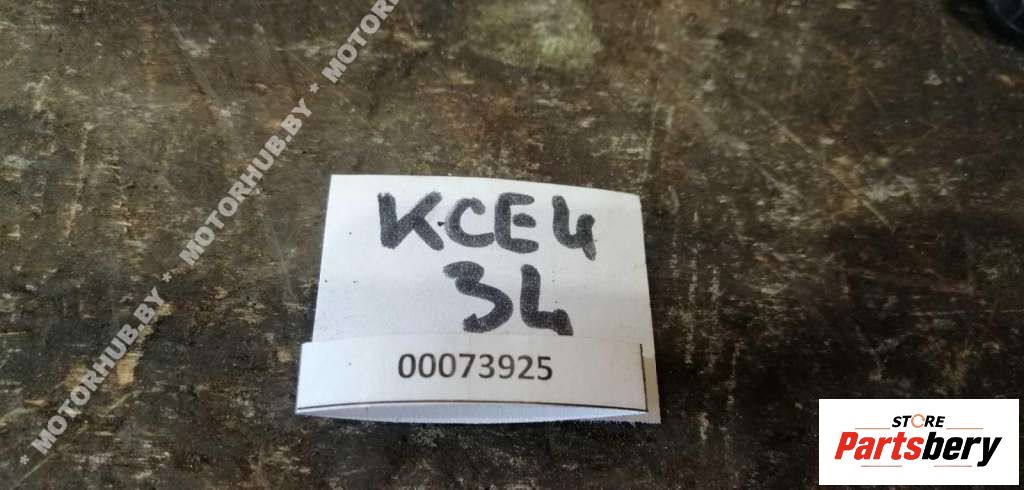 * MOTORHUB.BY * MOTORHUB.BY * MOTORHUB.BY
KCE4
34
00073925
STORE
Partsbery